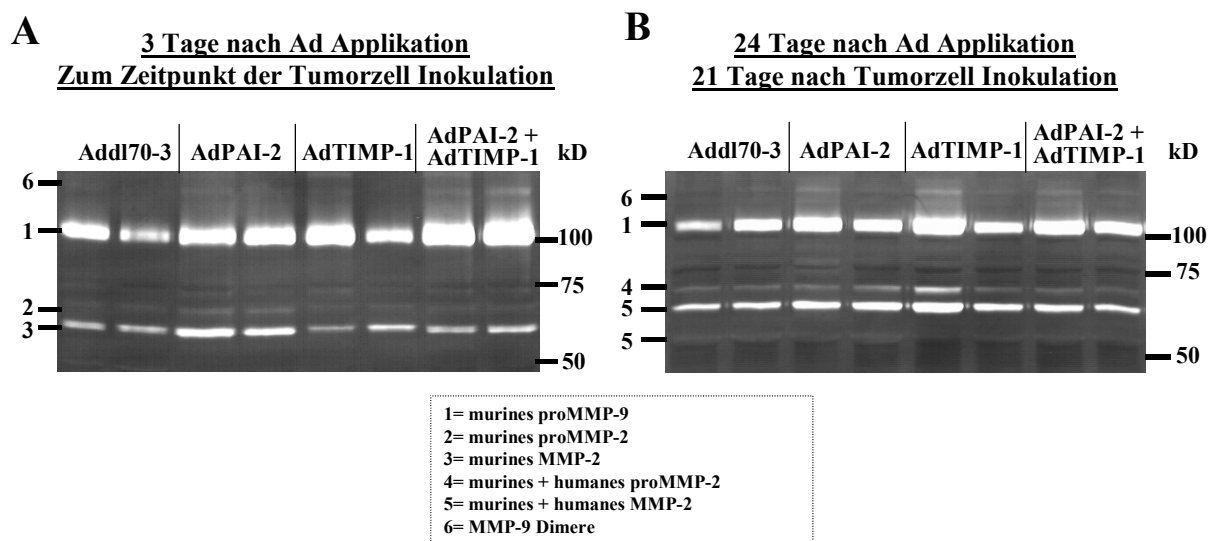 A
3 Tage nach Ad Applikation
Zum Zeitpunkt der Tumorzell Inokulation
Addl70-3 AdPAI-2 AdTIMP-1 AdPAI-2 + AdTIMP-1 kD
6
1
2
3
100
75
50
B
24 Tage nach Ad Applikation
21 Tage nach Tumorzell Inokulation
Addl70-3 AdPAI-2 AdTIMP-1 AdPAI-2 + AdTIMP-1 kD
6
1
4
5
5
100
75
50
1= murines proMMP-9
2= murines proMMP-2
3= murines MMP-2
4= murines + humanes proMMP-2
5= murines + humanes MMP-2
6= MMP-9 Dimere